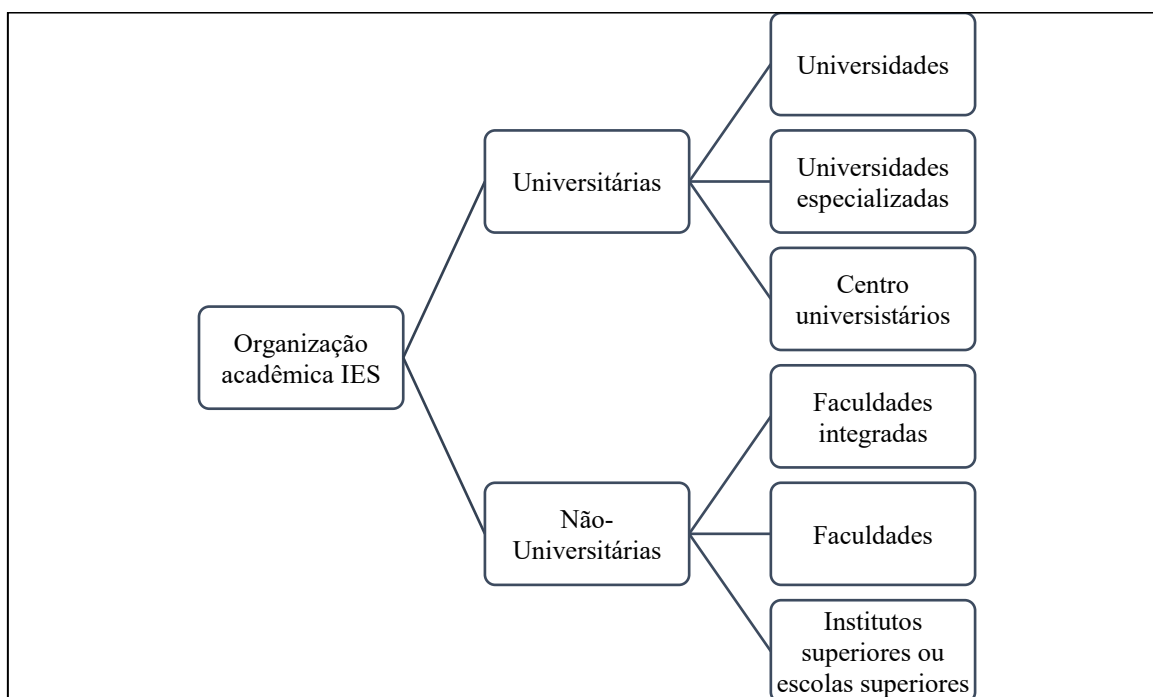 Universidades
Universitárias
Universidades
especializadas
Centro
universistários
Organização
acadêmica IES
Faculdades
integradas
Não-
Universitárias
Faculdades
Institutos
superiores ou
escolas superiores